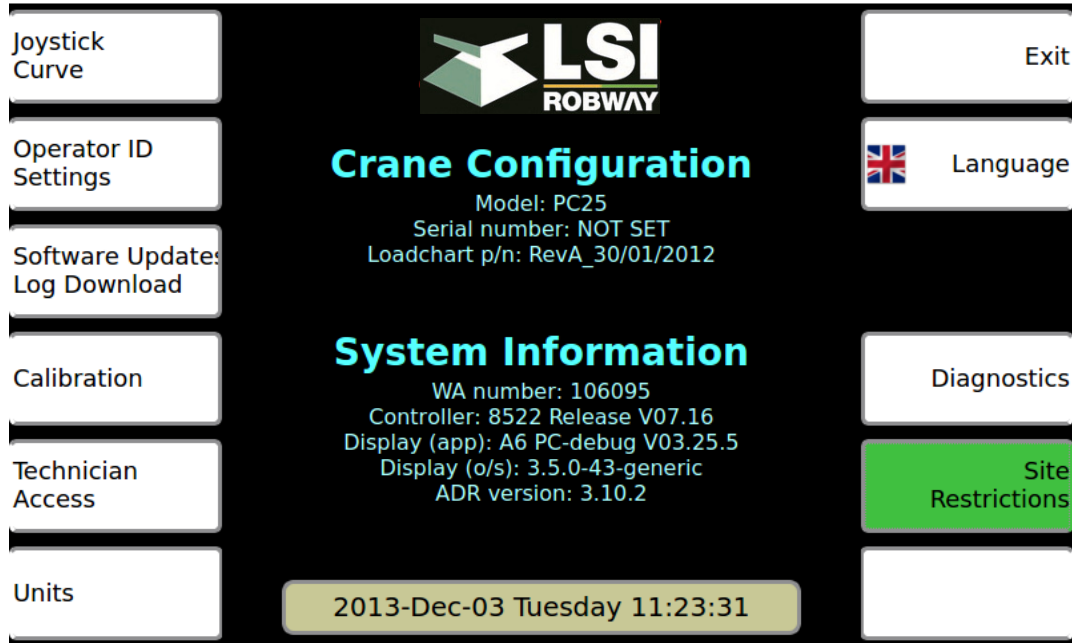 Joystick
Curve
Operator ID
Settings
Software Updates
Log Download
Calibration
Technician
Access
Units
LSI
ROBWAY
Crane Configuration
Model: PC25
Serial number: NOT SET
Loadchart p/n: RevA_30/01/2012
System Information
WA number: 106095
Controller: 8522 Release V07.16
Display (app): A6 PC-debug V03.25.5
Display (o/s): 3.5.0-43-generic
ADR version: 3.10.2
2013-Dec-03 Tuesday 11:23:31
Exit
Language
Diagnostics
Site
Restrictions